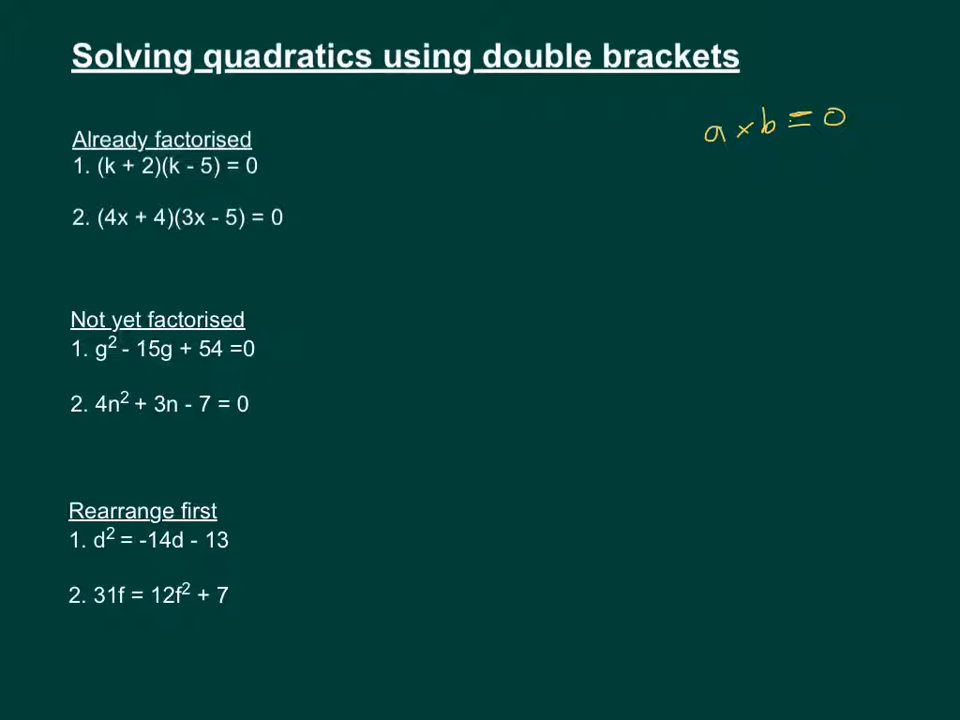 Solving quadratics using double brackets
a × b = 0
Already factorised
1. (k + 2)(k - 5) = 0
2. (4x + 4)(3x - 5) = 0
Not yet factorised
1. g² - 15g + 54 =0
2. 4n² + 3n - 7 = 0
Rearrange first
1. d² = -14d - 13
2. 31f = 12f² + 7